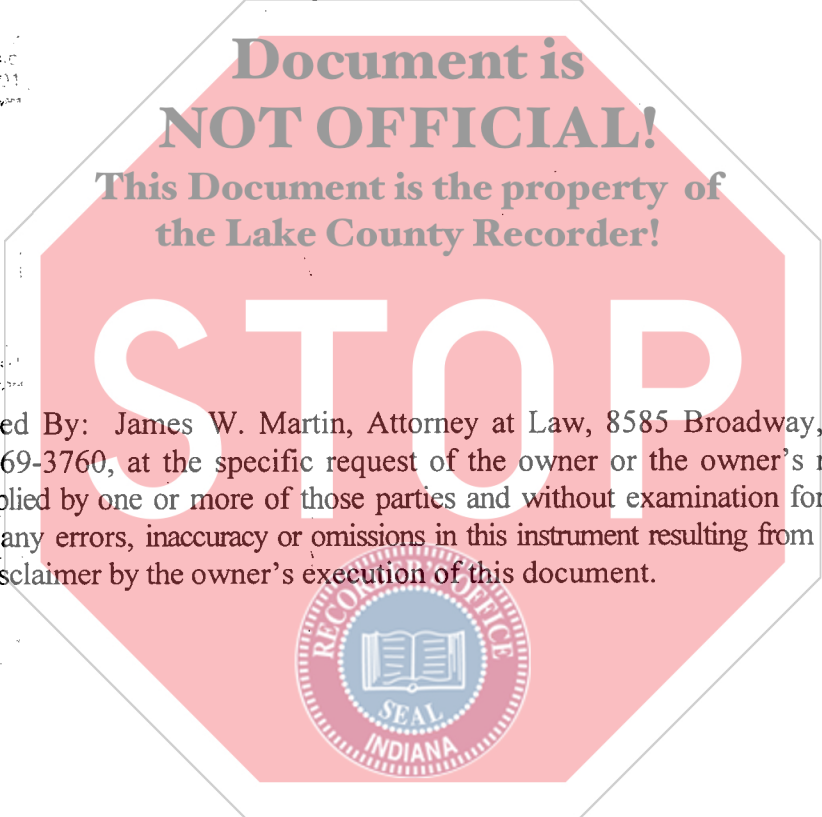 Document is
NOT OFFICIAL!
This Document is the property of
the Lake County Recorder!
STOP
ed By: James W. Martin, Attorney at Law, 8585 Broadway,
69-3760, at the specific request of the owner or the owner's
plied by one or more of those parties and without examination for
any errors, inaccuracy or omissions in this instrument resulting from
sclaimer by the owner's execution of this document.
RECORDER'S OFFICE
SEAL
INDIANA